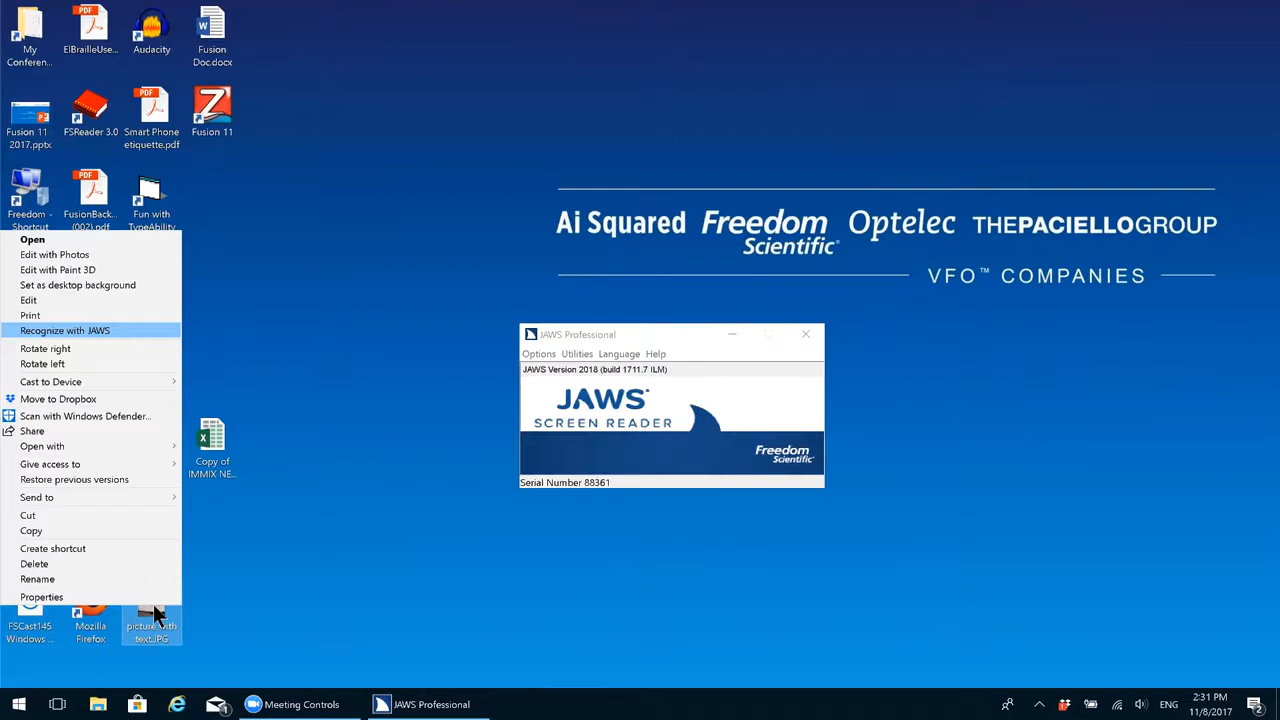 My
Conferen...
ElBrailleUse...
Audacity
Fusion
Doc.docx
Fusion 11 -
2017.pptx
FSReader 3.0
Smart Phone
etiquette.pdf
Fusion 11
Freedom -
Shortcut
FusionBack...
(002).pdf
Fun with
TypeAbility
Open
Edit with Photos
Edit with Paint 3D
Set as desktop background
Edit
Print
Recognize with JAWS
Rotate right
Rotate left
Cast to Device
Move to Dropbox
Scan with Windows Defender...
Share
Open with
Give access to
Restore previous versions
Send to
Cut
Copy
Create shortcut
Delete
Rename
Properties
Copy of
IMMIX NE...
FSCast145
Windows ...
Mozilla
Firefox
picture with
text.JPG
Ai Squared Freedom Scientific® Optelec THEPACIELLOGROUP
VFO™ COMPANIES
JAWS Professional
Options Utilities Language Help
JAWS Version 2018 (build 1711.7 ILM)
JAWS®
SCREEN READER
Freedom
Scientific®
Serial Number 88361
Meeting Controls
JAWS Professional
ENG
2:31 PM
11/8/2017